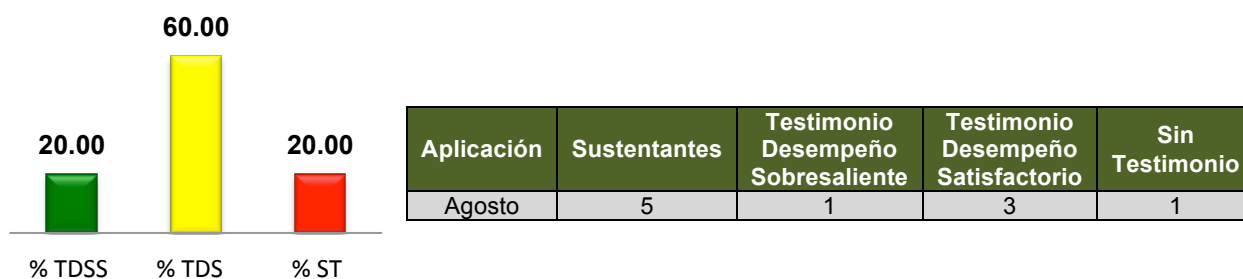 60.00
20.00
20.00
% TDSS
% TDS
% ST
Aplicación
Sustentantes
Testimonio
Desempeño
Sobresaliente
Testimonio
Desempeño
Satisfactorio
Sin
Testimonio
Agosto
5
1
3
1